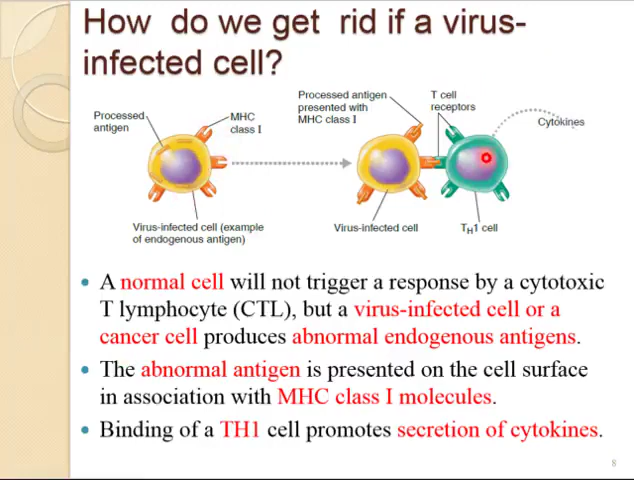 How do we get rid if a virus-
infected cell?
Processed
antigen
MHC
class I
Processed antigen
presented with
MHC class I
T cell
receptors
Cytokines
Virus-infected cell (example
of endogenous antigen)
Virus-infected cell
TH1 cell
• A normal cell will not trigger a response by a cytotoxic
T lymphocyte (CTL), but a virus-infected cell or a
cancer cell produces abnormal endogenous antigens.
• The abnormal antigen is presented on the cell surface
in association with MHC class I molecules.
• Binding of a TH1 cell promotes secretion of cytokines.
8